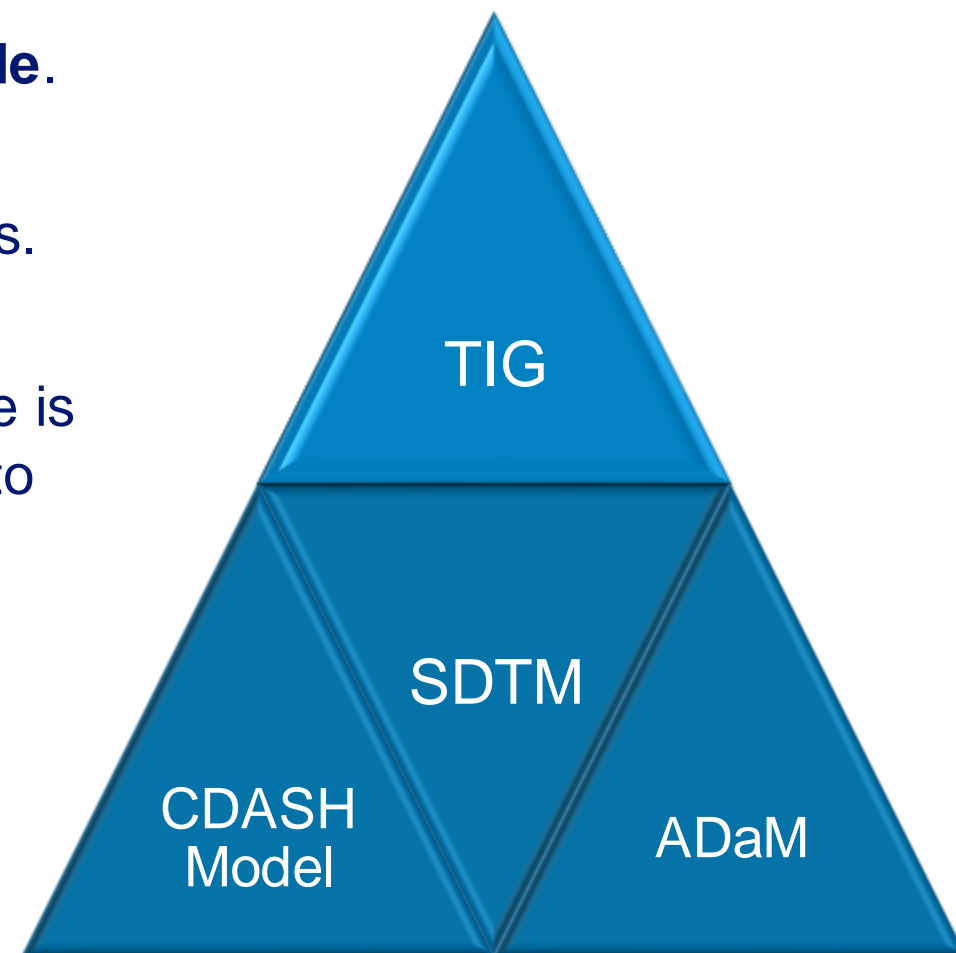 le.
s.
e is
to
TIG
SDTM
CDASH
Model
ADaM